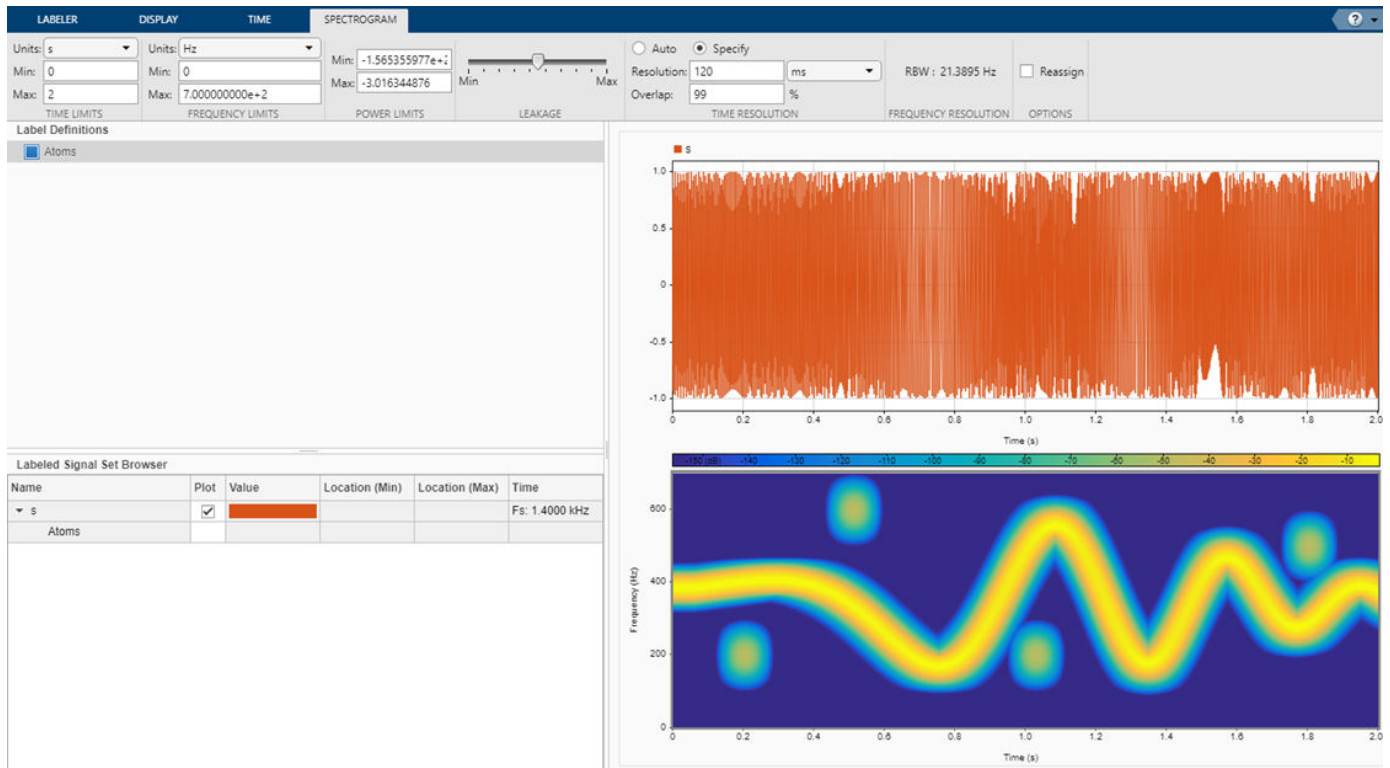 LABELER DISPLAY TIME SPECTROGRAM ?
Units: s Units: Hz Min: -1.565355977e+2 Min Max Auto Specify
Min: 0 Min: 0 Max: -3.016344876 Resolution: 120 ms RBW : 21.3895 Hz Reassign
Max: 2 Max: 7.000000000e+2 Overlap: 99 %
TIME LIMITS FREQUENCY LIMITS POWER LIMITS LEAKAGE TIME RESOLUTION FREQUENCY RESOLUTION OPTIONS
Label Definitions
Atoms
Labeled Signal Set Browser
Name Plot Value Location (Min) Location (Max) Time
s Fs: 1.4000 kHz
Atoms
s
1.0
0.5
0
-0.5
-1.0
0 0.2 0.4 0.6 0.8 1.0 1.2 1.4 1.6 1.8 2.0
Time (s)
-150 (dB) -140 -130 -120 -110 -100 -90 -80 -70 -60 -50 -40 -30 -20 -10
Frequency (Hz)
600
400
200
0
0 0.2 0.4 0.6 0.8 1.0 1.2 1.4 1.6 1.8 2.0
Time (s)